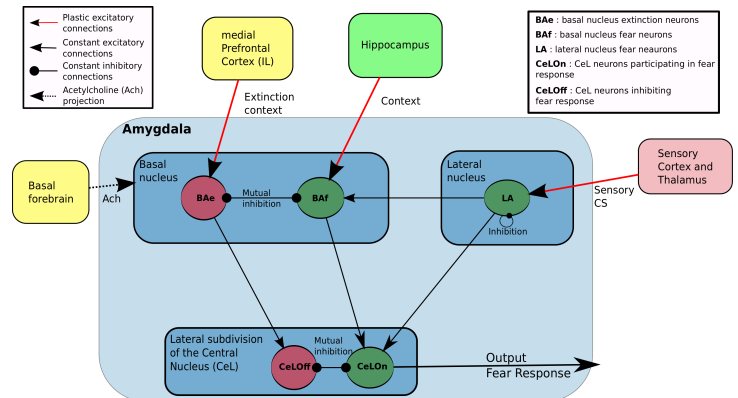 Plastic excitatory
connections
Constant excitatory
connections
Constant inhibitory
connections
Acetylcholine (Ach)
projection
medial
Prefrontal
Cortex (IL)
Hippocampus
BAe : basal nucleus extinction neurons
BAf : basal nucleus fear neurons
LA : lateral nucleus fear neaurons
CeLOn : CeL neurons participating in fear
response
CeLOff : CeL neurons inhibiting
fear response
Extinction
context
Context
Amygdala
Basal
nucleus
Lateral
nucleus
Sensory
Cortex and
Thalamus
Basal
forebrain
Ach
BAe
Mutual
inhibition
BAf
LA
Inhibition
Sensory
CS
Lateral subdivision
of the Central
Nucleus (CeL)
Mutual
inhibition
CeLOff
CeLOn
Output
Fear Response